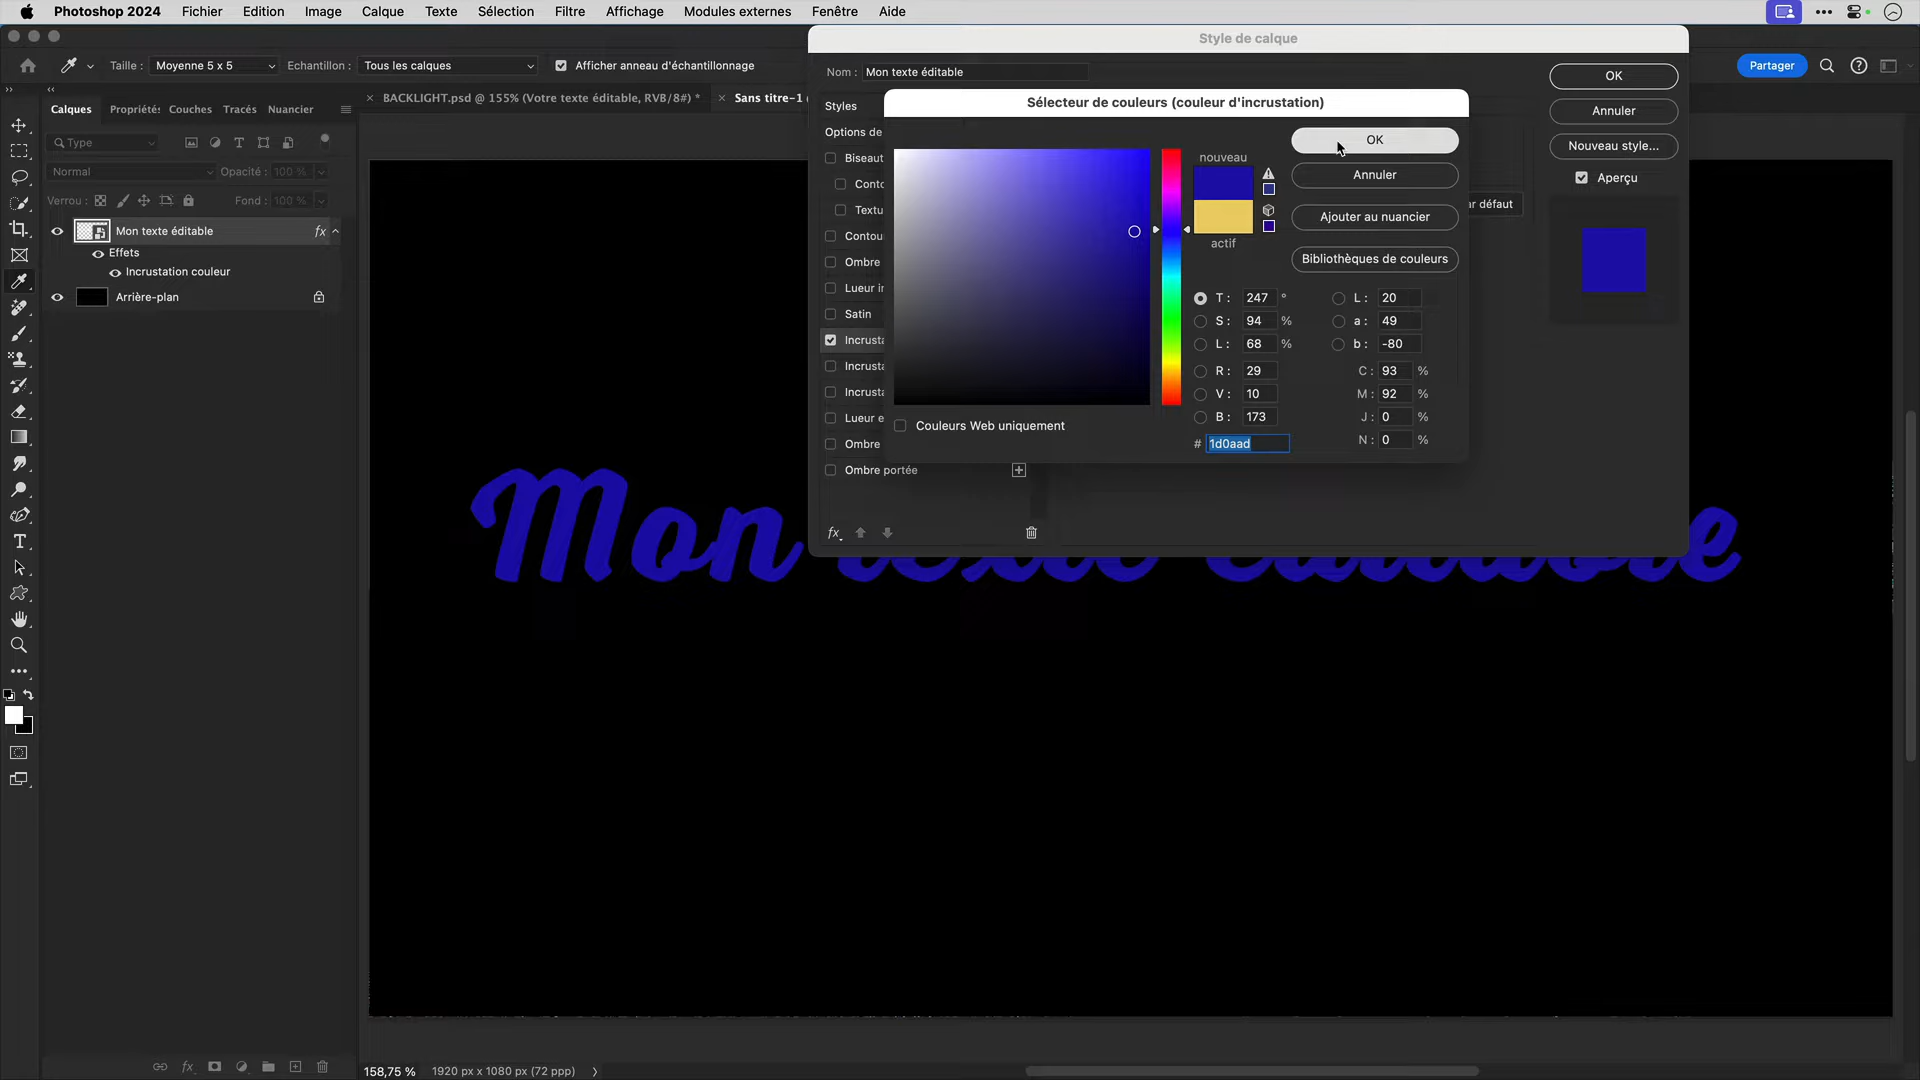 Photoshop 2024 Fichier Edition Image Calque Texte Sélection Filtre Affichage Modules externes Fenêtre Aide
Taille : Moyenne 5 x 5 Echantillon : Tous les calques Afficher anneau d'échantillonnage
Partager
Calques Propriétés Couches Tracés Nuancier
BACKLIGHT.psd @ 155% (Votre texte éditable, RVB/8#) *
Sans titre-1
Type
Normal Opacité : 100 %
Verrou : Fond : 100 %
Mon texte éditable fx
Effets
Incrustation couleur
Arrière-plan
Style de calque
Nom : Mon texte éditable
Styles
Options de
Biseaut
Conto
Textu
Contou
Ombre
Lueur in
Satin
Incrusta
Incrusta
Incrusta
Lueur e
Ombre
Ombre portée
fx
OK
Annuler
Nouveau style...
Aperçu
r défaut
Sélecteur de couleurs (couleur d'incrustation)
nouveau
actif
OK
Annuler
Ajouter au nuancier
Bibliothèques de couleurs
T : 247 ° L : 20
S : 94 % a : 49
L : 68 % b : -80
R : 29 C : 93 %
V : 10 M : 92 %
B : 173 J : 0 %
# 1d0aad N : 0 %
Couleurs Web uniquement
Mon texte éditable
fx
158,75 % 1920 px x 1080 px (72 ppp)